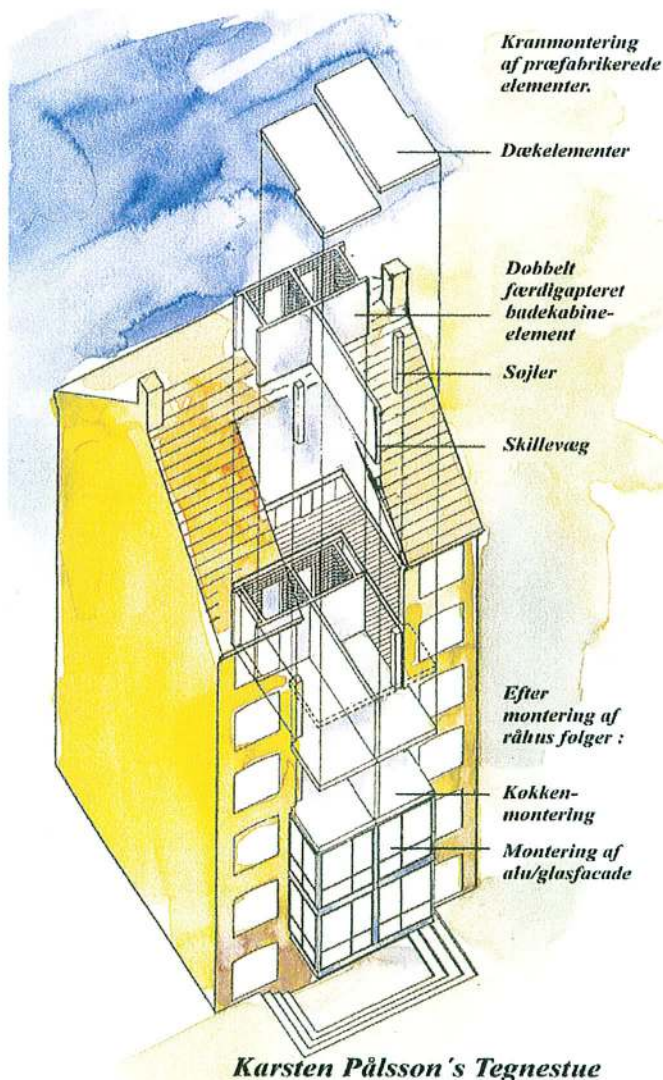 Kranmontering
af præfabrikerede
elementer.
Dækelementer
Dobbelt
færdigapteret
badekabine-
element
Søjler
Skillevæg
Efter
montering af
råhus følger :
Køkken-
montering
Montering af
alu/glasfacade
Karsten Pålsson´s Tegnestue